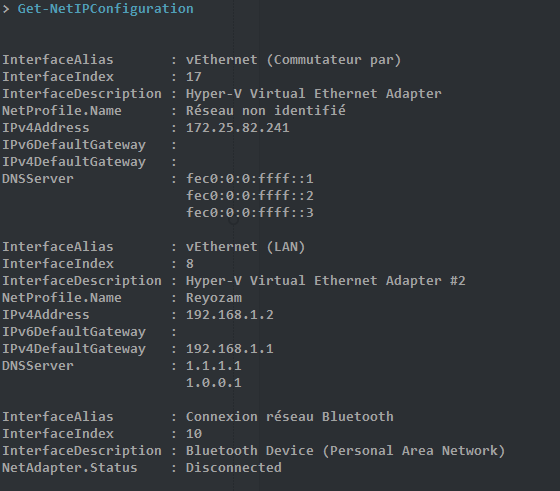 > Get-NetIPConfiguration
InterfaceAlias : vEthernet (Commutateur par)
InterfaceIndex : 17
InterfaceDescription : Hyper-V Virtual Ethernet Adapter
NetProfile.Name : Réseau non identifié
IPv4Address : 172.25.82.241
IPv6DefaultGateway :
IPv4DefaultGateway :
DNSServer : fec0:0:0:ffff::1
fec0:0:0:ffff::2
fec0:0:0:ffff::3
InterfaceAlias : vEthernet (LAN)
InterfaceIndex : 8
InterfaceDescription : Hyper-V Virtual Ethernet Adapter #2
NetProfile.Name : Reyozam
IPv4Address : 192.168.1.2
IPv6DefaultGateway :
IPv4DefaultGateway : 192.168.1.1
DNSServer : 1.1.1.1
1.0.0.1
InterfaceAlias : Connexion réseau Bluetooth
InterfaceIndex : 10
InterfaceDescription : Bluetooth Device (Personal Area Network)
NetAdapter.Status : Disconnected